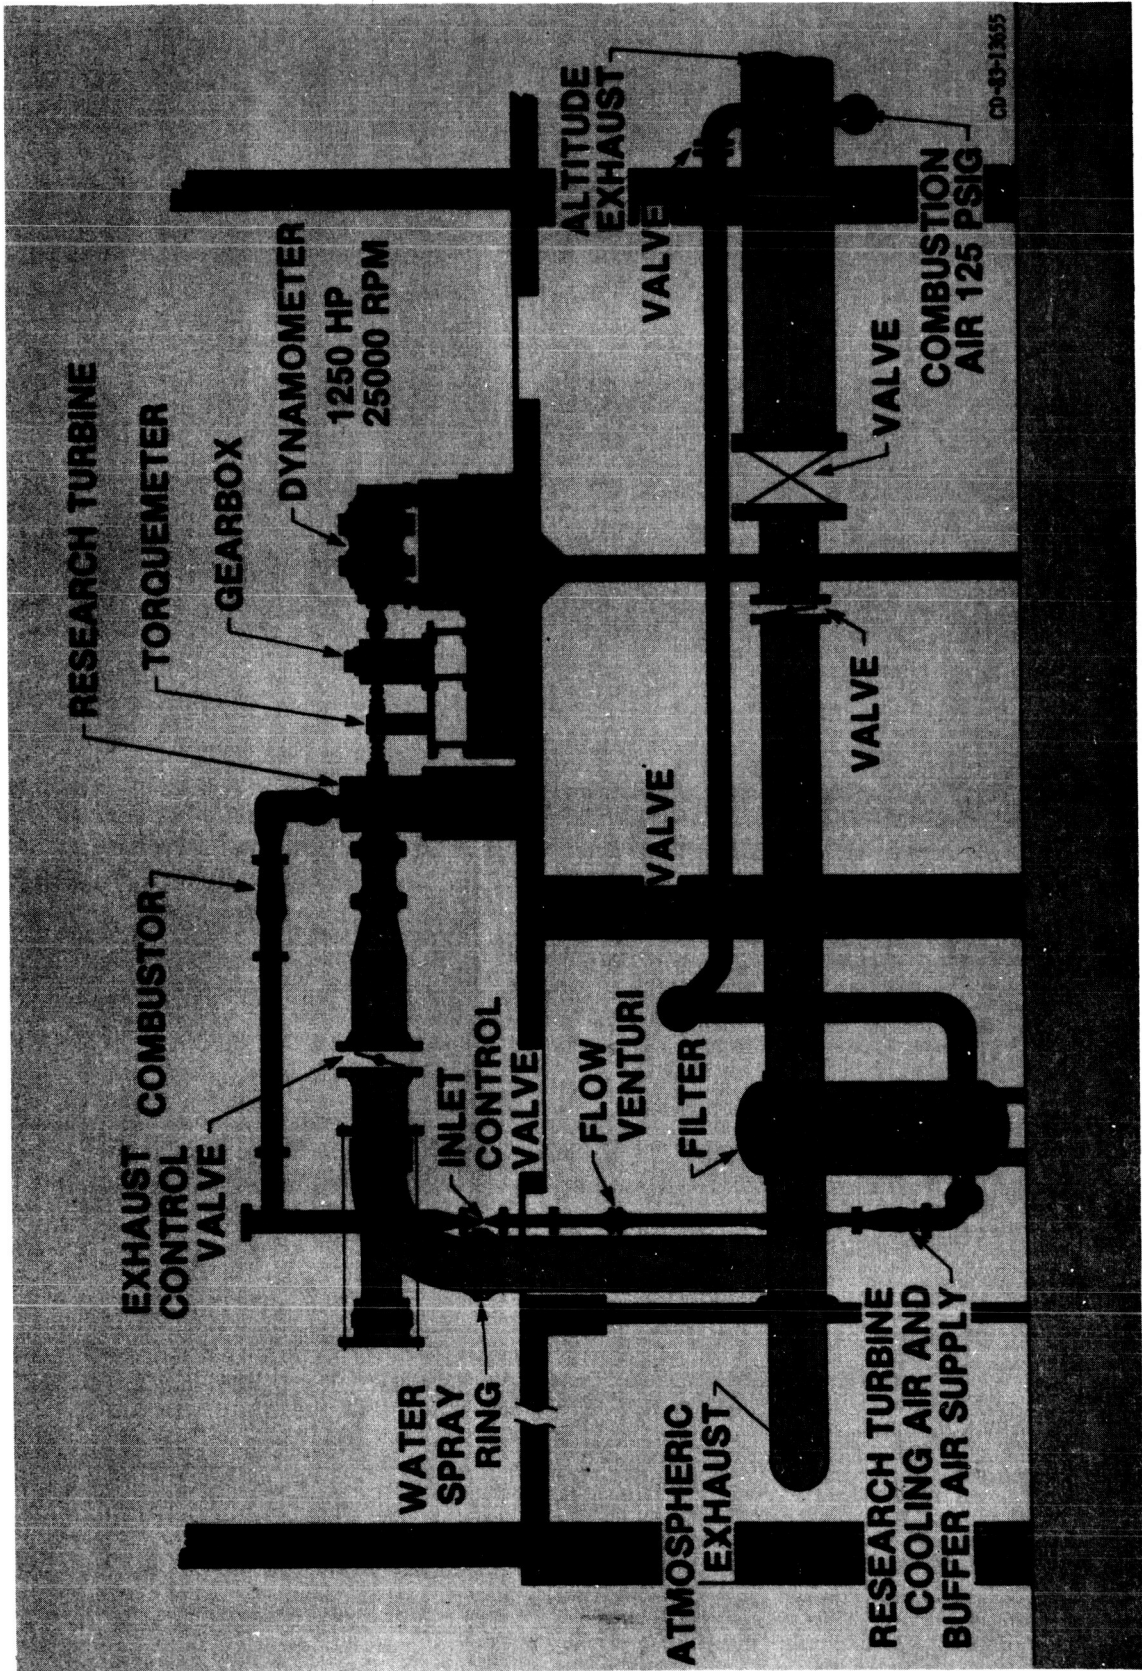 RESEARCH TURBINE
TORQUEMETER
GEARBOX
DYNAMOMETER
1250 HP
25000 RPM
COMBUSTOR
EXHAUST
CONTROL
VALVE
INLET
CONTROL
VALVE
WATER
SPRAY
RING
FLOW
VENTURI
FILTER
ATMOSPHERIC
EXHAUST
RESEARCH TURBINE
COOLING AIR AND
BUFFER AIR SUPPLY
VALVE
VALVE
VALVE
VALVE
ALTITUDE
EXHAUST
COMBUSTION
AIR 125 PSIG
CD-83-13655